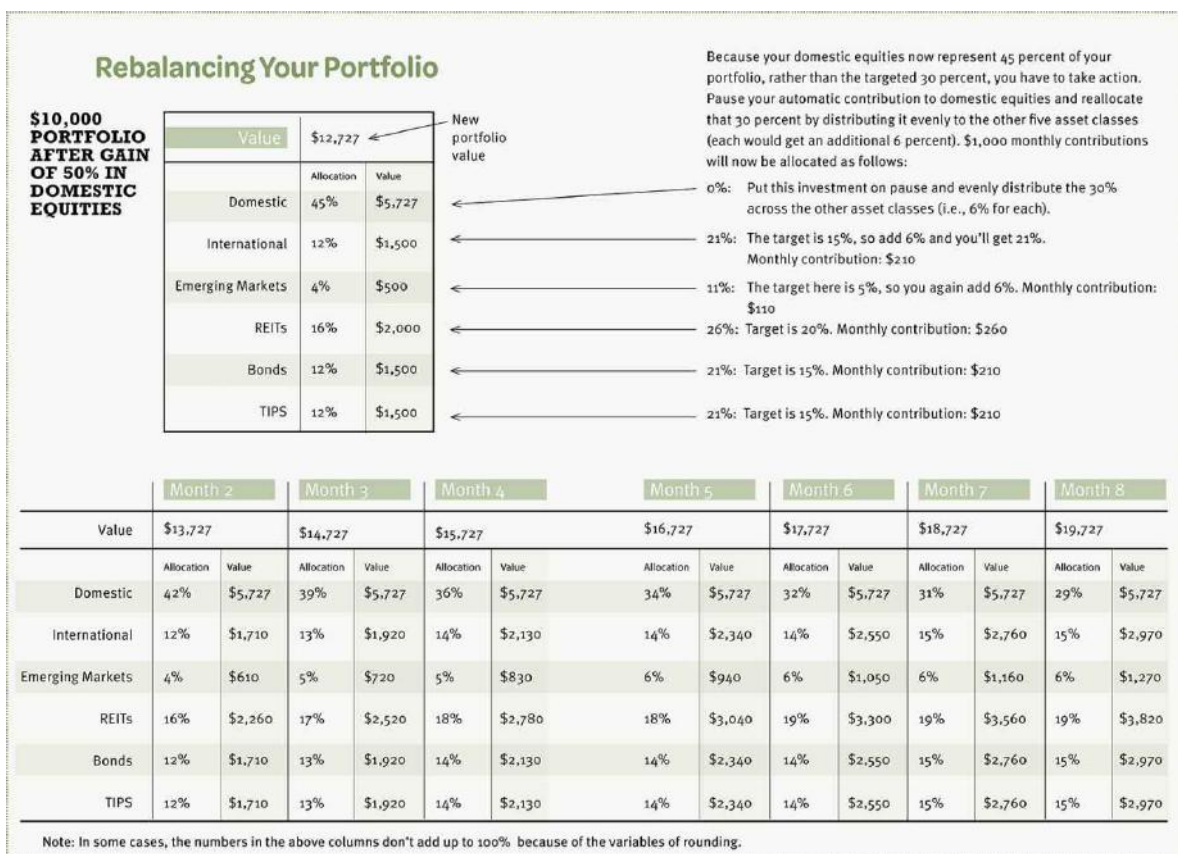 Rebalancing Your Portfolio
$10,000
PORTFOLIO
AFTER GAIN
OF 50% IN
DOMESTIC
EQUITIES
Value $12,727
New
portfolio
value
Allocation Value
Domestic 45% $5,727
International 12% $1,500
Emerging Markets 4% $500
REITs 16% $2,000
Bonds 12% $1,500
TIPS 12% $1,500
Because your domestic equities now represent 45 percent of your
portfolio, rather than the targeted 30 percent, you have to take action.
Pause your automatic contribution to domestic equities and reallocate
that 30 percent by distributing it evenly to the other five asset classes
(each would get an additional 6 percent). $1,000 monthly contributions
will now be allocated as follows:
0%: Put this investment on pause and evenly distribute the 30%
across the other asset classes (i.e., 6% for each).
21%: The target is 15%, so add 6% and you'll get 21%.
Monthly contribution: $210
11%: The target here is 5%, so you again add 6%. Monthly contribution:
$110
26%: Target is 20%. Monthly contribution: $260
21%: Target is 15%. Monthly contribution: $210
21%: Target is 15%. Monthly contribution: $210
Month 2 Month 3 Month 4 Month 5 Month 6 Month 7 Month 8
Value $13,727 $14,727 $15,727 $16,727 $17,727 $18,727 $19,727
Allocation Value Allocation Value Allocation Value Allocation Value Allocation Value Allocation Value Allocation Value
Domestic 42% $5,727 39% $5,727 36% $5,727 34% $5,727 32% $5,727 31% $5,727 29% $5,727
International 12% $1,710 13% $1,920 14% $2,130 14% $2,340 14% $2,550 15% $2,760 15% $2,970
Emerging Markets 4% $610 5% $720 5% $830 6% $940 6% $1,050 6% $1,160 6% $1,270
REITs 16% $2,260 17% $2,520 18% $2,780 18% $3,040 19% $3,300 19% $3,560 19% $3,820
Bonds 12% $1,710 13% $1,920 14% $2,130 14% $2,340 14% $2,550 15% $2,760 15% $2,970
TIPS 12% $1,710 13% $1,920 14% $2,130 14% $2,340 14% $2,550 15% $2,760 15% $2,970
Note: In some cases, the numbers in the above columns don't add up to 100% because of the variables of rounding.